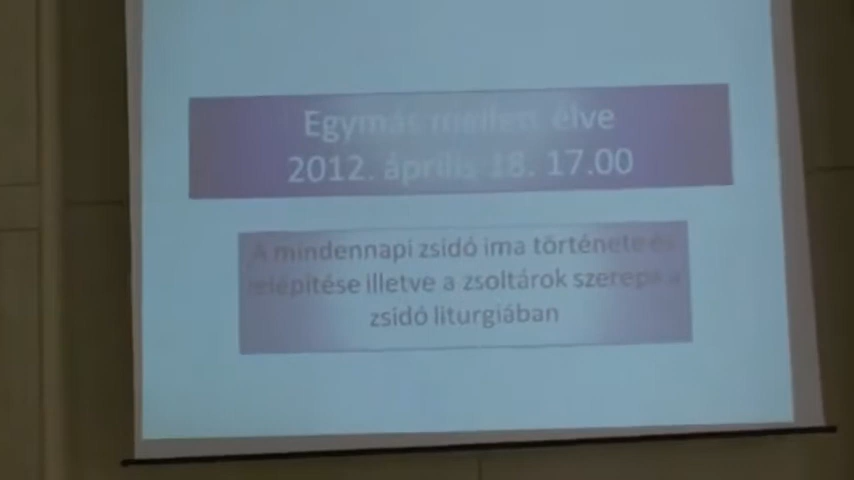 Egymás mellett élve
2012. április 18. 17.00
A mindennapi zsidó ima története és
felépítése illetve a zsoltárok szerepe a
zsidó liturgiában